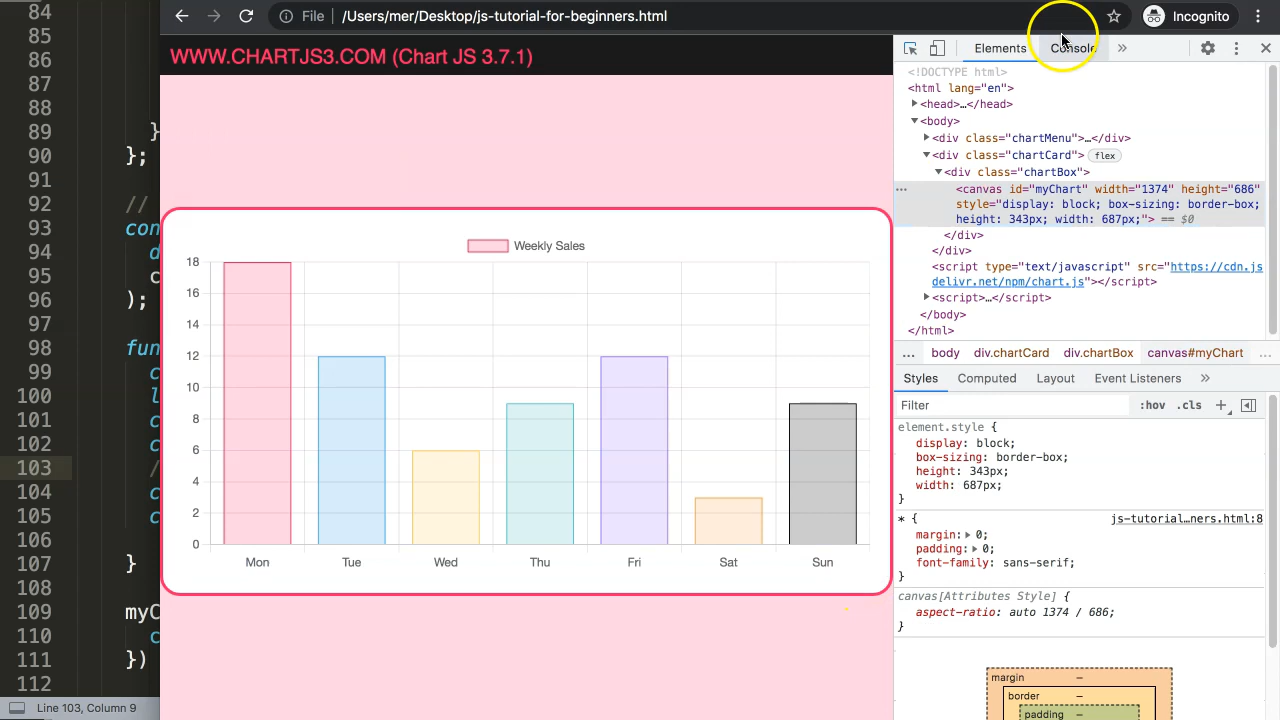 84
85
86
87
88
89 }
90 };
91
92 //
93 con
94 d
95 c
96 );
97
98 fun
99 c
100 l
101 c
102 c
103 /
104 c
105 c
106
107 }
108
109 myC
110 c
111 })
112
Line 103, Column 9
File /Users/mer/Desktop/js-tutorial-for-beginners.html
Incognito
WWW.CHARTJS3.COM (Chart JS 3.7.1)
Weekly Sales
18
16
14
12
10
8
6
4
2
0
Mon Tue Wed Thu Fri Sat Sun
Elements Console »
<!DOCTYPE html>
<html lang="en">
<head>…</head>
<body>
<div class="chartMenu">…</div>
<div class="chartCard"> flex
<div class="chartBox">
<canvas id="myChart" width="1374" height="686"
style="display: block; box-sizing: border-box;
height: 343px; width: 687px;"> == $0
</div>
</div>
<script type="text/javascript" src="https://cdn.js
delivr.net/npm/chart.js"></script>
<script>…</script>
</body>
</html>
… body div.chartCard div.chartBox canvas#myChart …
Styles Computed Layout Event Listeners »
Filter :hov .cls +
element.style {
display: block;
box-sizing: border-box;
height: 343px;
width: 687px;
}
* { js-tutorial…ners.html:8
margin: 0;
padding: 0;
font-family: sans-serif;
}
canvas[Attributes Style] {
aspect-ratio: auto 1374 / 686;
}
margin –
border –
padding –